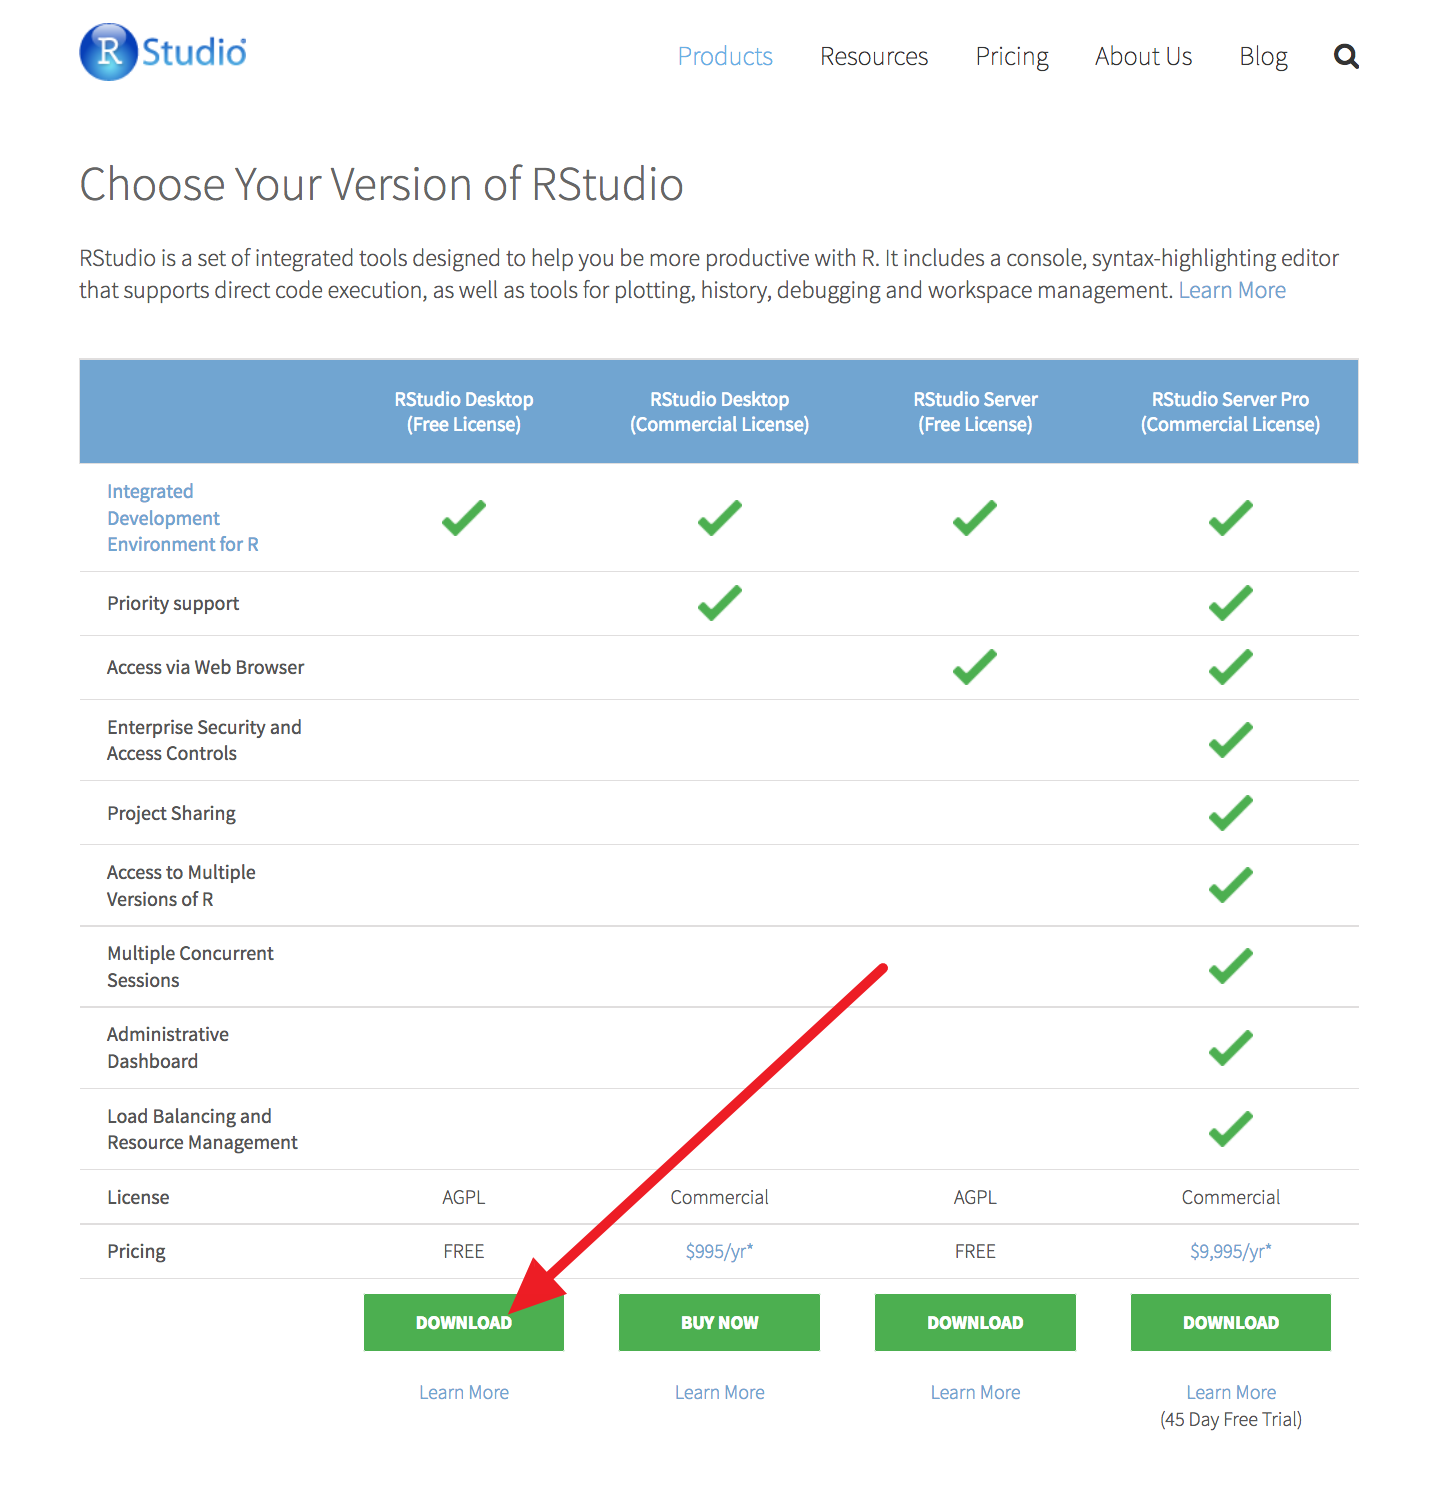 R Studio
Products Resources Pricing About Us Blog
Choose Your Version of RStudio
RStudio is a set of integrated tools designed to help you be more productive with R. It includes a console, syntax-highlighting editor
that supports direct code execution, as well as tools for plotting, history, debugging and workspace management. Learn More
RStudio Desktop RStudio Desktop RStudio Server RStudio Server Pro
(Free License) (Commercial License) (Free License) (Commercial License)
Integrated
Development
Environment for R
Priority support
Access via Web Browser
Enterprise Security and
Access Controls
Project Sharing
Access to Multiple
Versions of R
Multiple Concurrent
Sessions
Administrative
Dashboard
Load Balancing and
Resource Management
License AGPL Commercial AGPL Commercial
Pricing FREE $995/yr* FREE $9,995/yr*
DOWNLOAD BUY NOW DOWNLOAD DOWNLOAD
Learn More Learn More Learn More Learn More
(45 Day Free Trial)